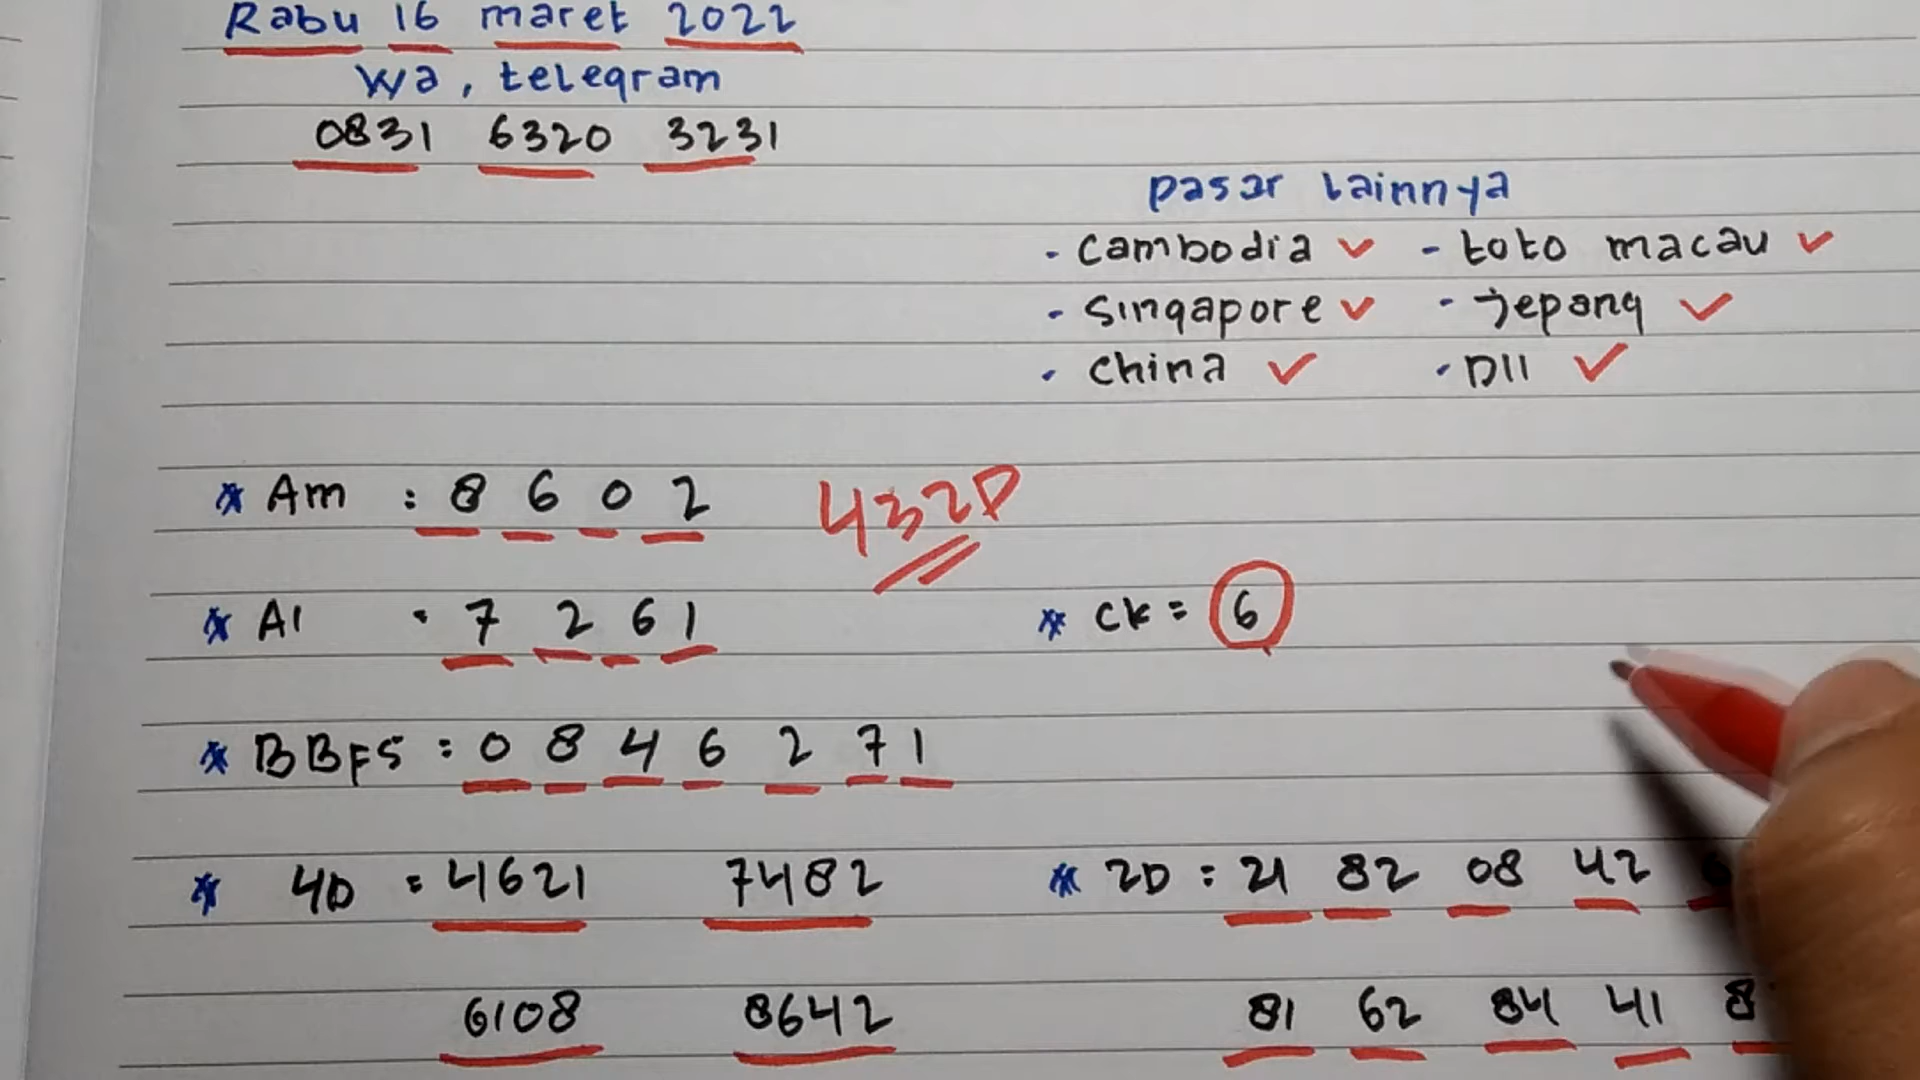 Rabu 16 maret 2022
Wa, telegram
0831 6320 3231
pasar lainnya
- Cambodia ✓ - toto macau ✓
- Singapore ✓ - jepang ✓
- China ✓ - Dll ✓
* Am : 8 6 0 2 432D
* AI : 7 2 6 1 * CK = 6
* BBFS : 0 8 4 6 2 7 1
* 4D = 4621 7482 * 2D : 21 82 08 42
6108 8642 81 62 84 41